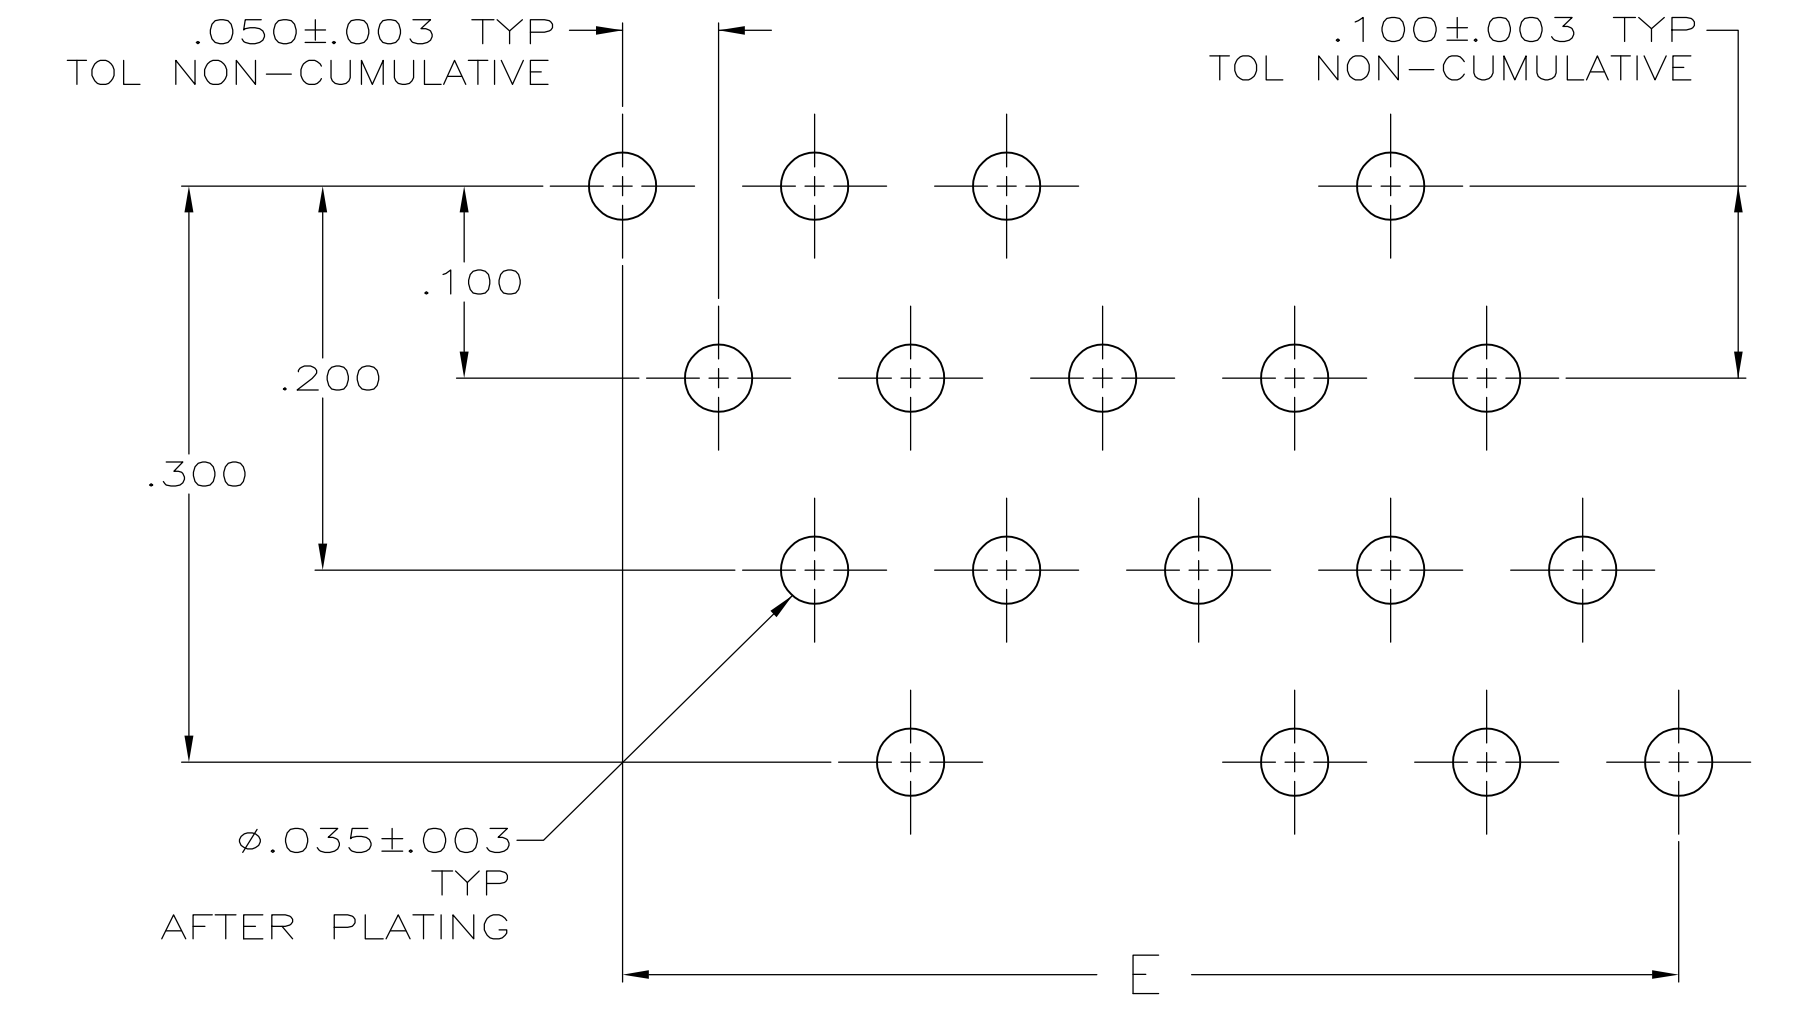 .050±.003 TYP
TOL NON-CUMULATIVE
.100±.003 TYP
TOL NON-CUMULATIVE
.100
.200
.300
ø.035±.003
TYP
AFTER PLATING
E